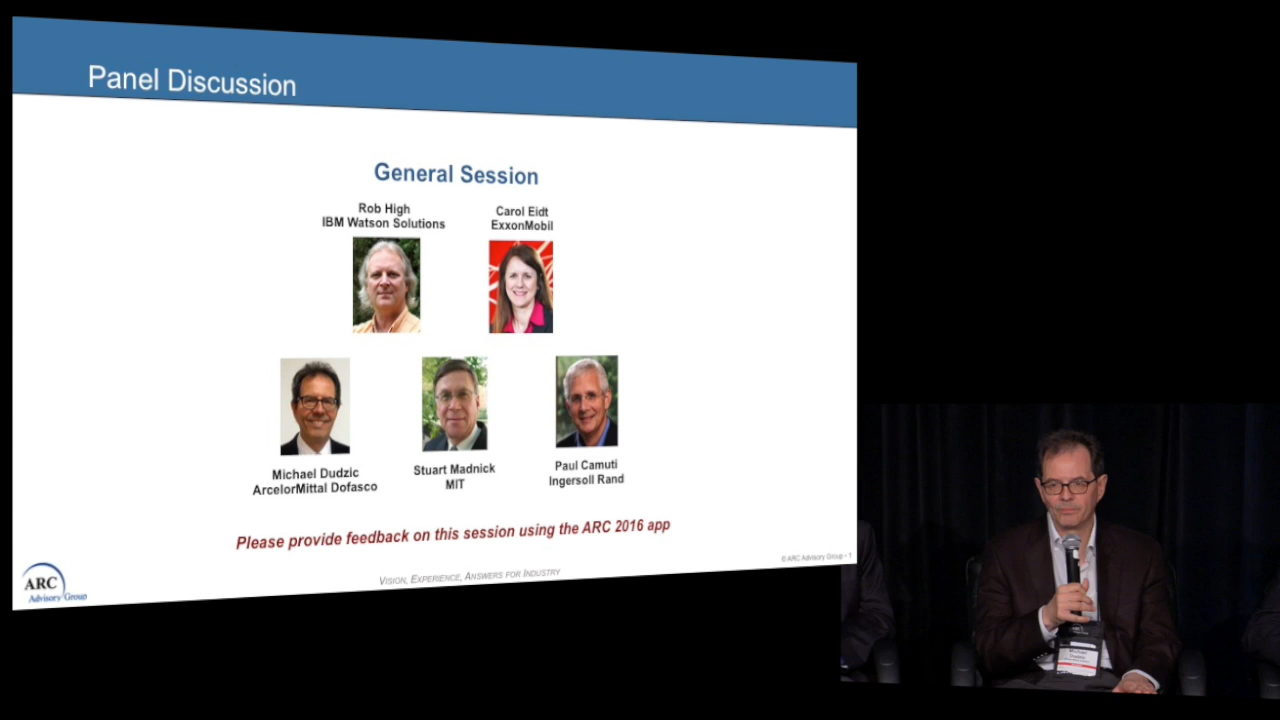 Panel Discussion
General Session
Rob High
IBM Watson Solutions
Carol Eidt
ExxonMobil
Michael Dudzic
ArcelorMittal Dofasco
Stuart Madnick
MIT
Paul Camuti
Ingersoll Rand
Please provide feedback on this session using the ARC 2016 app
© ARC Advisory Group • 1
VISION, EXPERIENCE, ANSWERS FOR INDUSTRY
ARC
Advisory Group
Michael